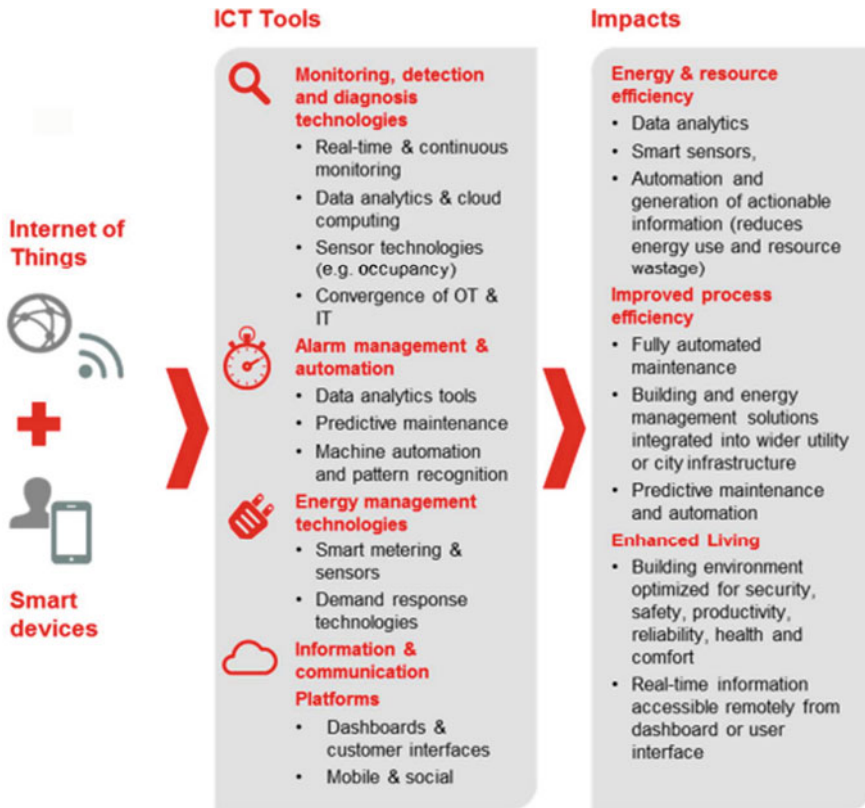 Internet of
Things
Smart
devices
ICT Tools
Monitoring, detection
and diagnosis
technologies
• Real-time & continuous
monitoring
• Data analytics & cloud
computing
• Sensor technologies
(e.g. occupancy)
• Convergence of OT &
IT
Alarm management &
automation
• Data analytics tools
• Predictive maintenance
• Machine automation
and pattern recognition
Energy management
technologies
• Smart metering &
sensors
• Demand response
technologies
Information &
communication
Platforms
• Dashboards &
customer interfaces
• Mobile & social
Impacts
Energy & resource
efficiency
• Data analytics
• Smart sensors,
• Automation and
generation of actionable
information (reduces
energy use and resource
wastage)
Improved process
efficiency
• Fully automated
maintenance
• Building and energy
management solutions
integrated into wider utility
or city infrastructure
• Predictive maintenance
and automation
Enhanced Living
• Building environment
optimized for security,
safety, productivity,
reliability, health and
comfort
• Real-time information
accessible remotely from
dashboard or user
interface